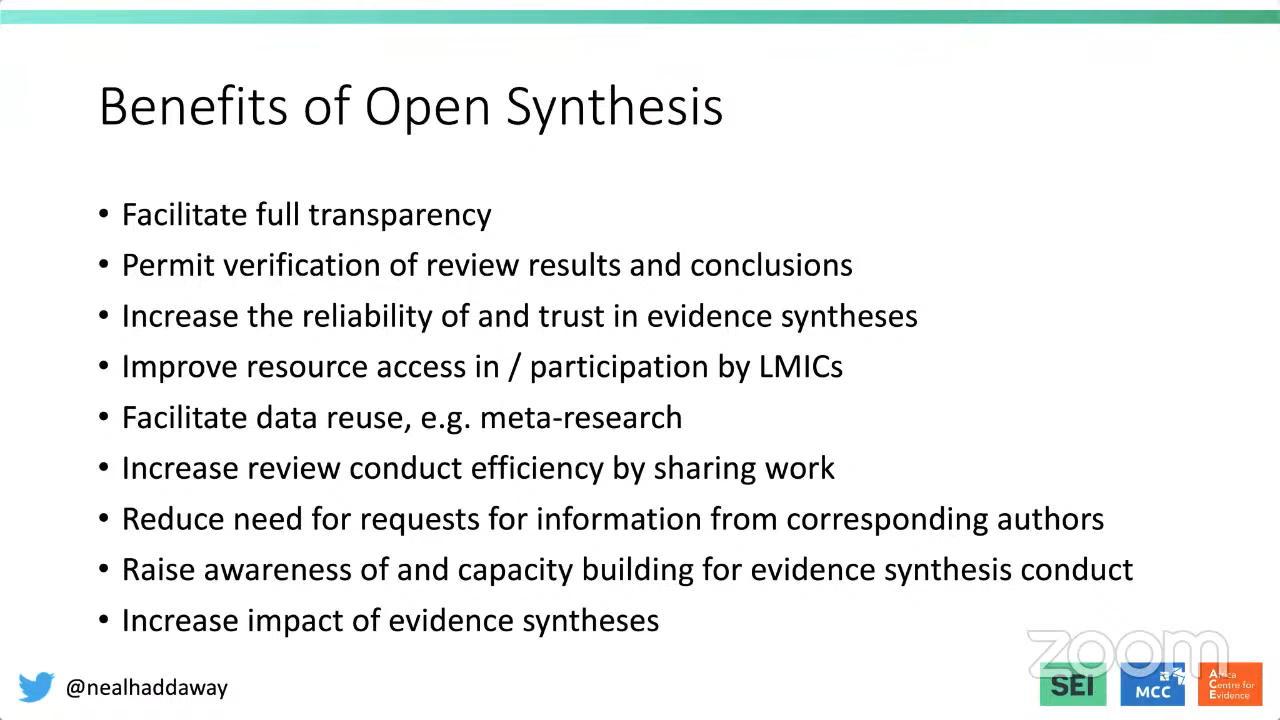 Benefits of Open Synthesis
• Facilitate full transparency
• Permit verification of review results and conclusions
• Increase the reliability of and trust in evidence syntheses
• Improve resource access in / participation by LMICs
• Facilitate data reuse, e.g. meta-research
• Increase review conduct efficiency by sharing work
• Reduce need for requests for information from corresponding authors
• Raise awareness of and capacity building for evidence synthesis conduct
• Increase impact of evidence syntheses
zoom
@nealhaddaway
SEI
MCC
Africa
Centre for
Evidence